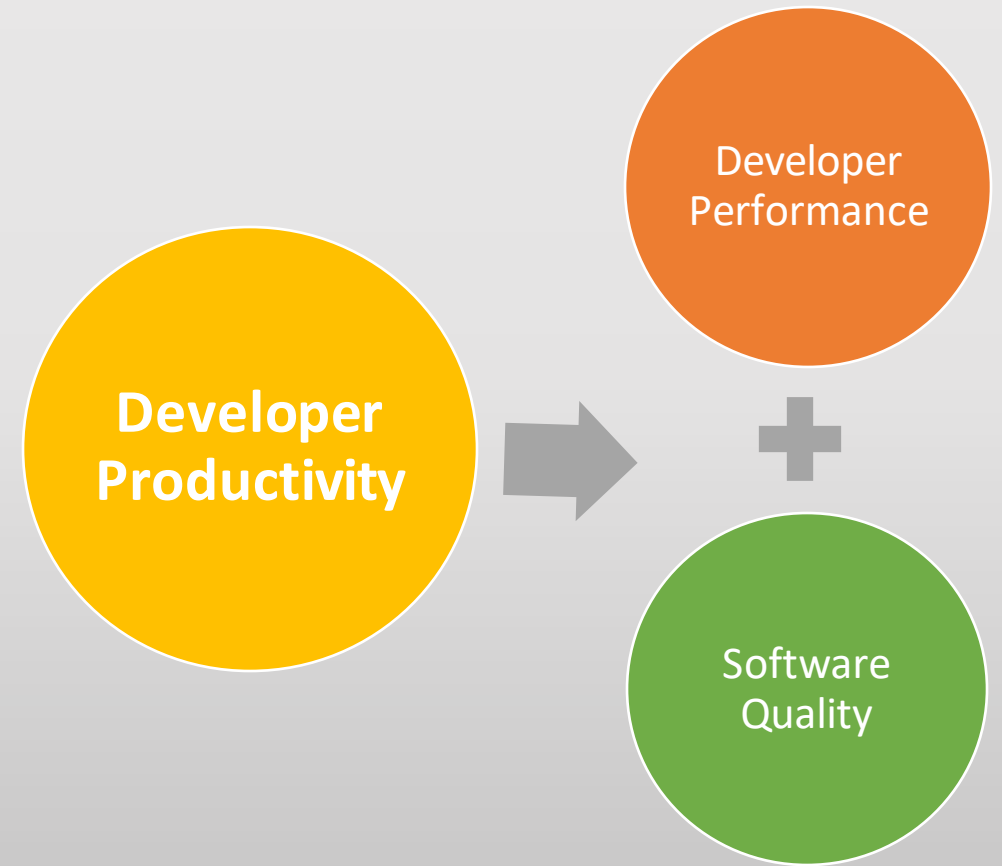 Developer
Productivity
Developer
Performance
Software
Quality